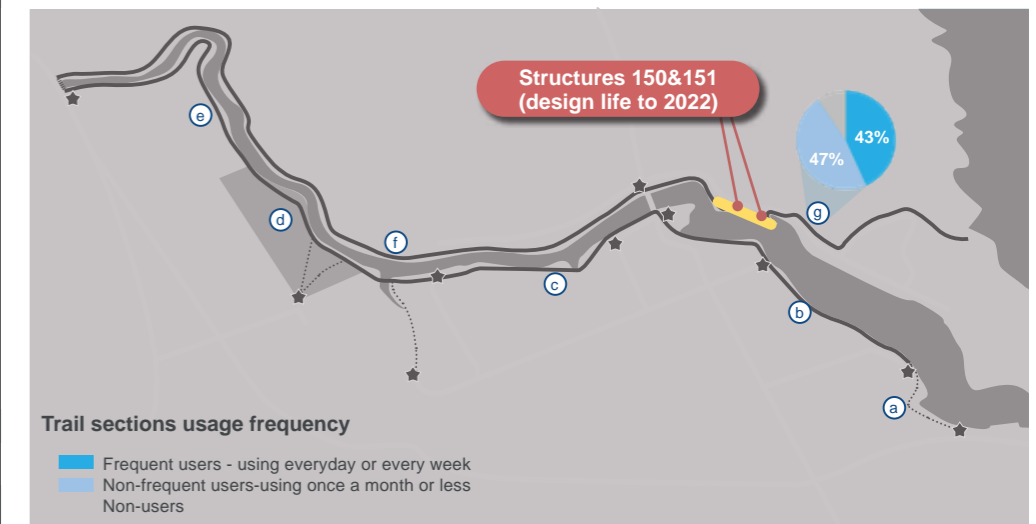 Structures 150&151
(design life to 2022)
43%
47%
e
g
d
f
c
b
a
Trail sections usage frequency
Frequent users - using everyday or every week
Non-frequent users-using once a month or less
Non-users